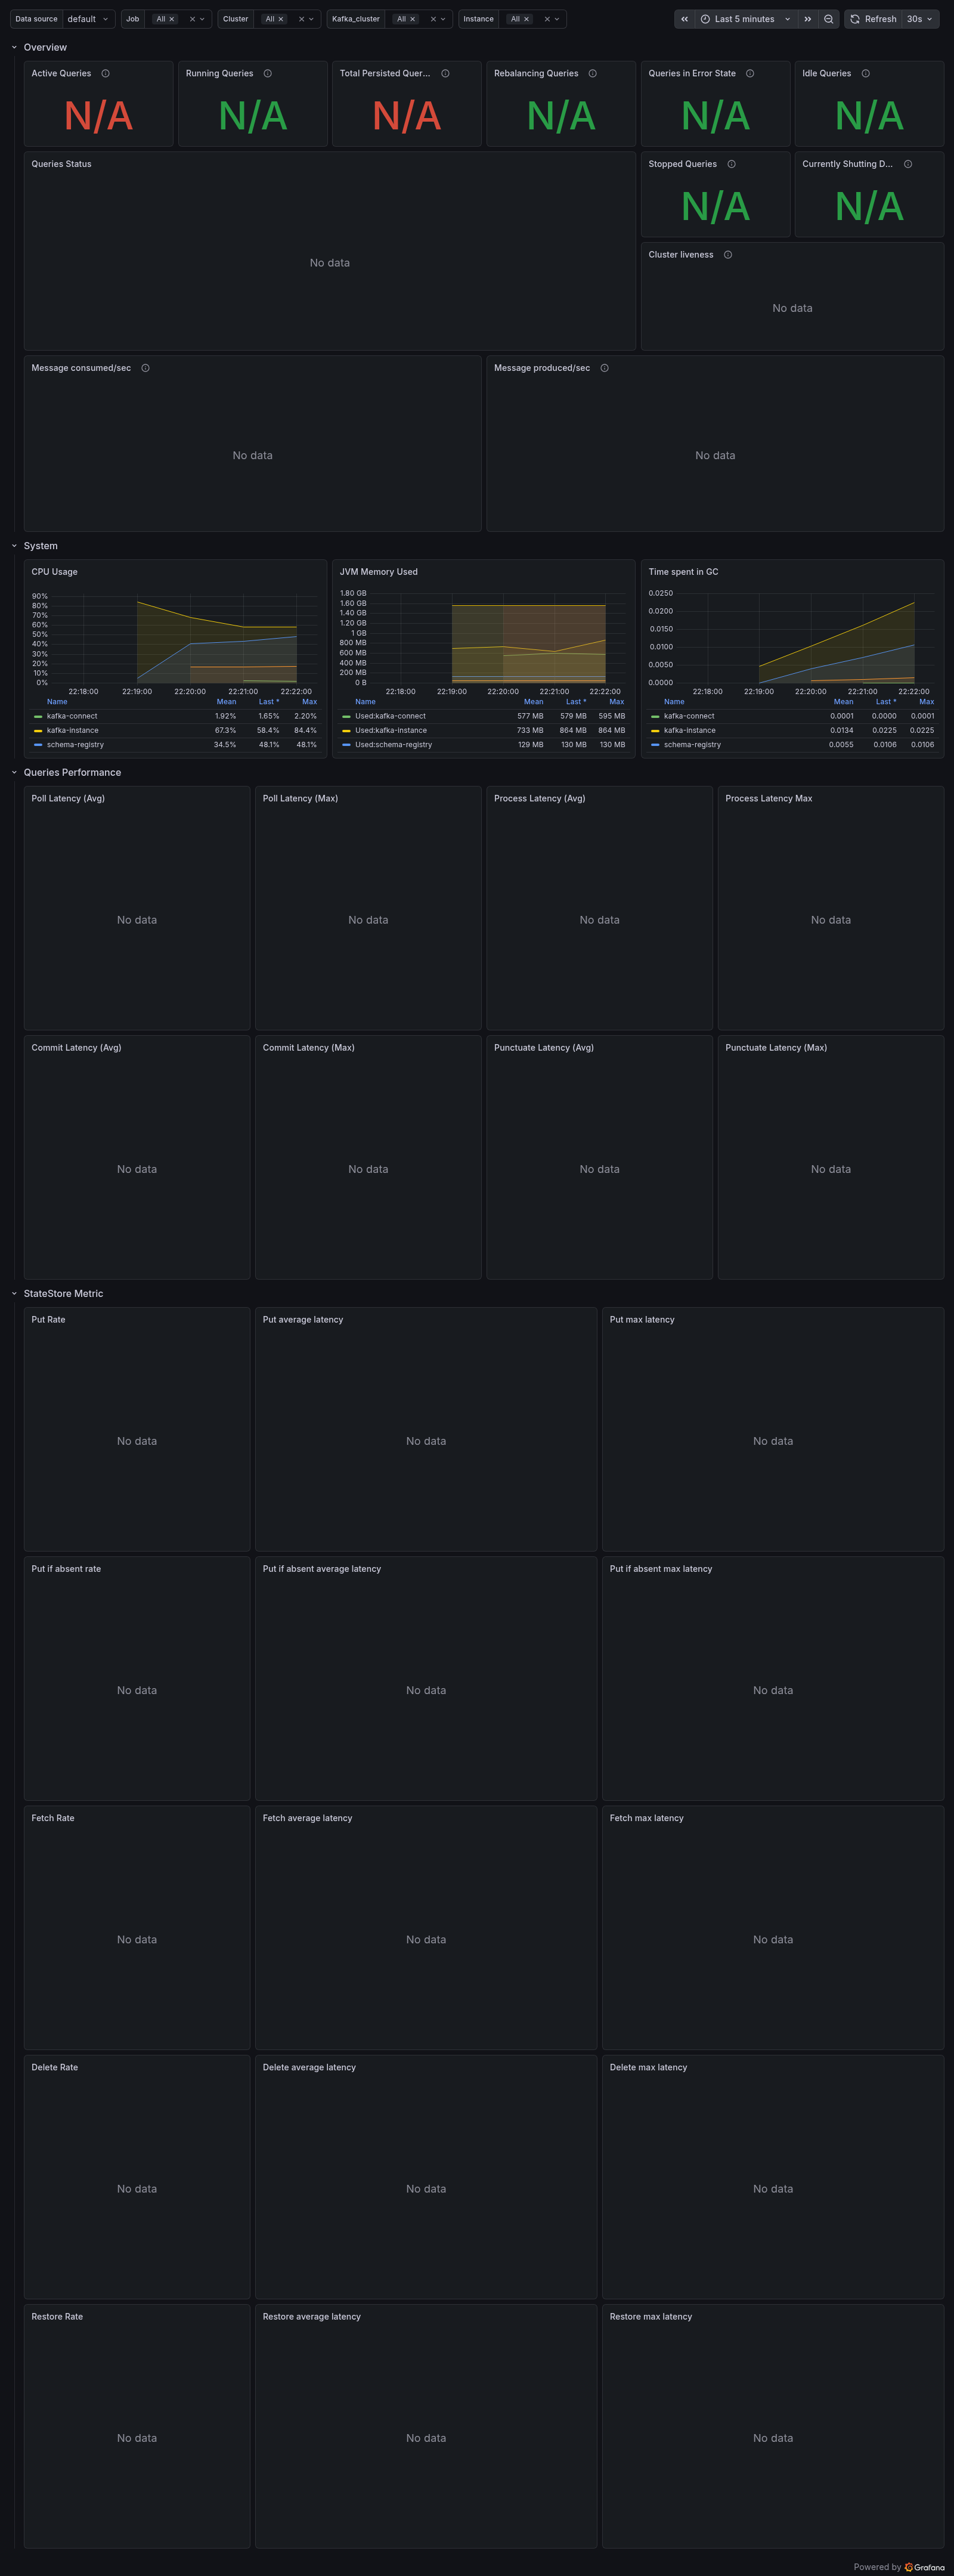 Data source default Job All Cluster All Kafka_cluster All Instance All Last 5 minutes Refresh 30s
Overview
Active Queries Running Queries Total Persisted Quer... Rebalancing Queries Queries in Error State Idle Queries
N/A N/A N/A N/A N/A N/A
Queries Status Stopped Queries Currently Shutting D...
N/A N/A
No data
Cluster liveness
No data
Message consumed/sec Message produced/sec
No data No data
System
CPU Usage
90%
80%
70%
60%
50%
40%
30%
20%
10%
0%
22:18:00 22:19:00 22:20:00 22:21:00 22:22:00
Name Mean Last * Max
kafka-connect 1.92% 1.65% 2.20%
kafka-instance 67.3% 58.4% 84.4%
schema-registry 34.5% 48.1% 48.1%
JVM Memory Used
1.80 GB
1.60 GB
1.40 GB
1.20 GB
1 GB
800 MB
600 MB
400 MB
200 MB
0 B
22:18:00 22:19:00 22:20:00 22:21:00 22:22:00
Name Mean Last * Max
Used:kafka-connect 577 MB 579 MB 595 MB
Used:kafka-instance 733 MB 864 MB 864 MB
Used:schema-registry 129 MB 130 MB 130 MB
Time spent in GC
0.0250
0.0200
0.0150
0.0100
0.0050
0.0000
22:18:00 22:19:00 22:20:00 22:21:00 22:22:00
Name Mean Last * Max
kafka-connect 0.0001 0.0000 0.0001
kafka-instance 0.0134 0.0225 0.0225
schema-registry 0.0055 0.0106 0.0106
Queries Performance
Poll Latency (Avg) Poll Latency (Max) Process Latency (Avg) Process Latency Max
No data No data No data No data
Commit Latency (Avg) Commit Latency (Max) Punctuate Latency (Avg) Punctuate Latency (Max)
No data No data No data No data
StateStore Metric
Put Rate Put average latency Put max latency
No data No data No data
Put if absent rate Put if absent average latency Put if absent max latency
No data No data No data
Fetch Rate Fetch average latency Fetch max latency
No data No data No data
Delete Rate Delete average latency Delete max latency
No data No data No data
Restore Rate Restore average latency Restore max latency
No data No data No data
Powered by Grafana